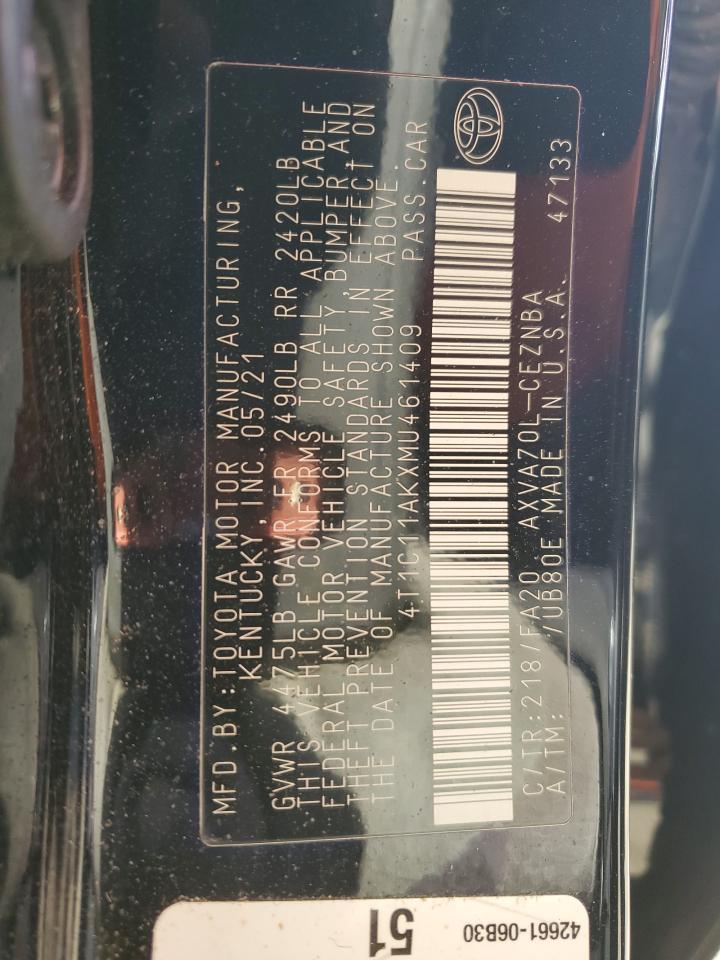 MFD.BY:TOYOTA MOTOR MANUFACTURING,
KENTUCKY, INC. 05/21
GVWR 4475LB GAWR FR 2490LB RR 2420LB
THIS VEHICLE CONFORMS TO ALL APPLICABLE
FEDERAL MOTOR VEHICLE SAFETY, BUMPER, AND
THEFT PREVENTION STANDARDS IN EFFECT ON
THE DATE OF MANUFACTURE SHOWN ABOVE
4T1C11AKXMU461409 PASS.CAR
C/TR:218/FA20 AXVA70L-CEZNBA
A/TM: /UB80E MADE IN U.S.A. 47133
51
42661-06B30